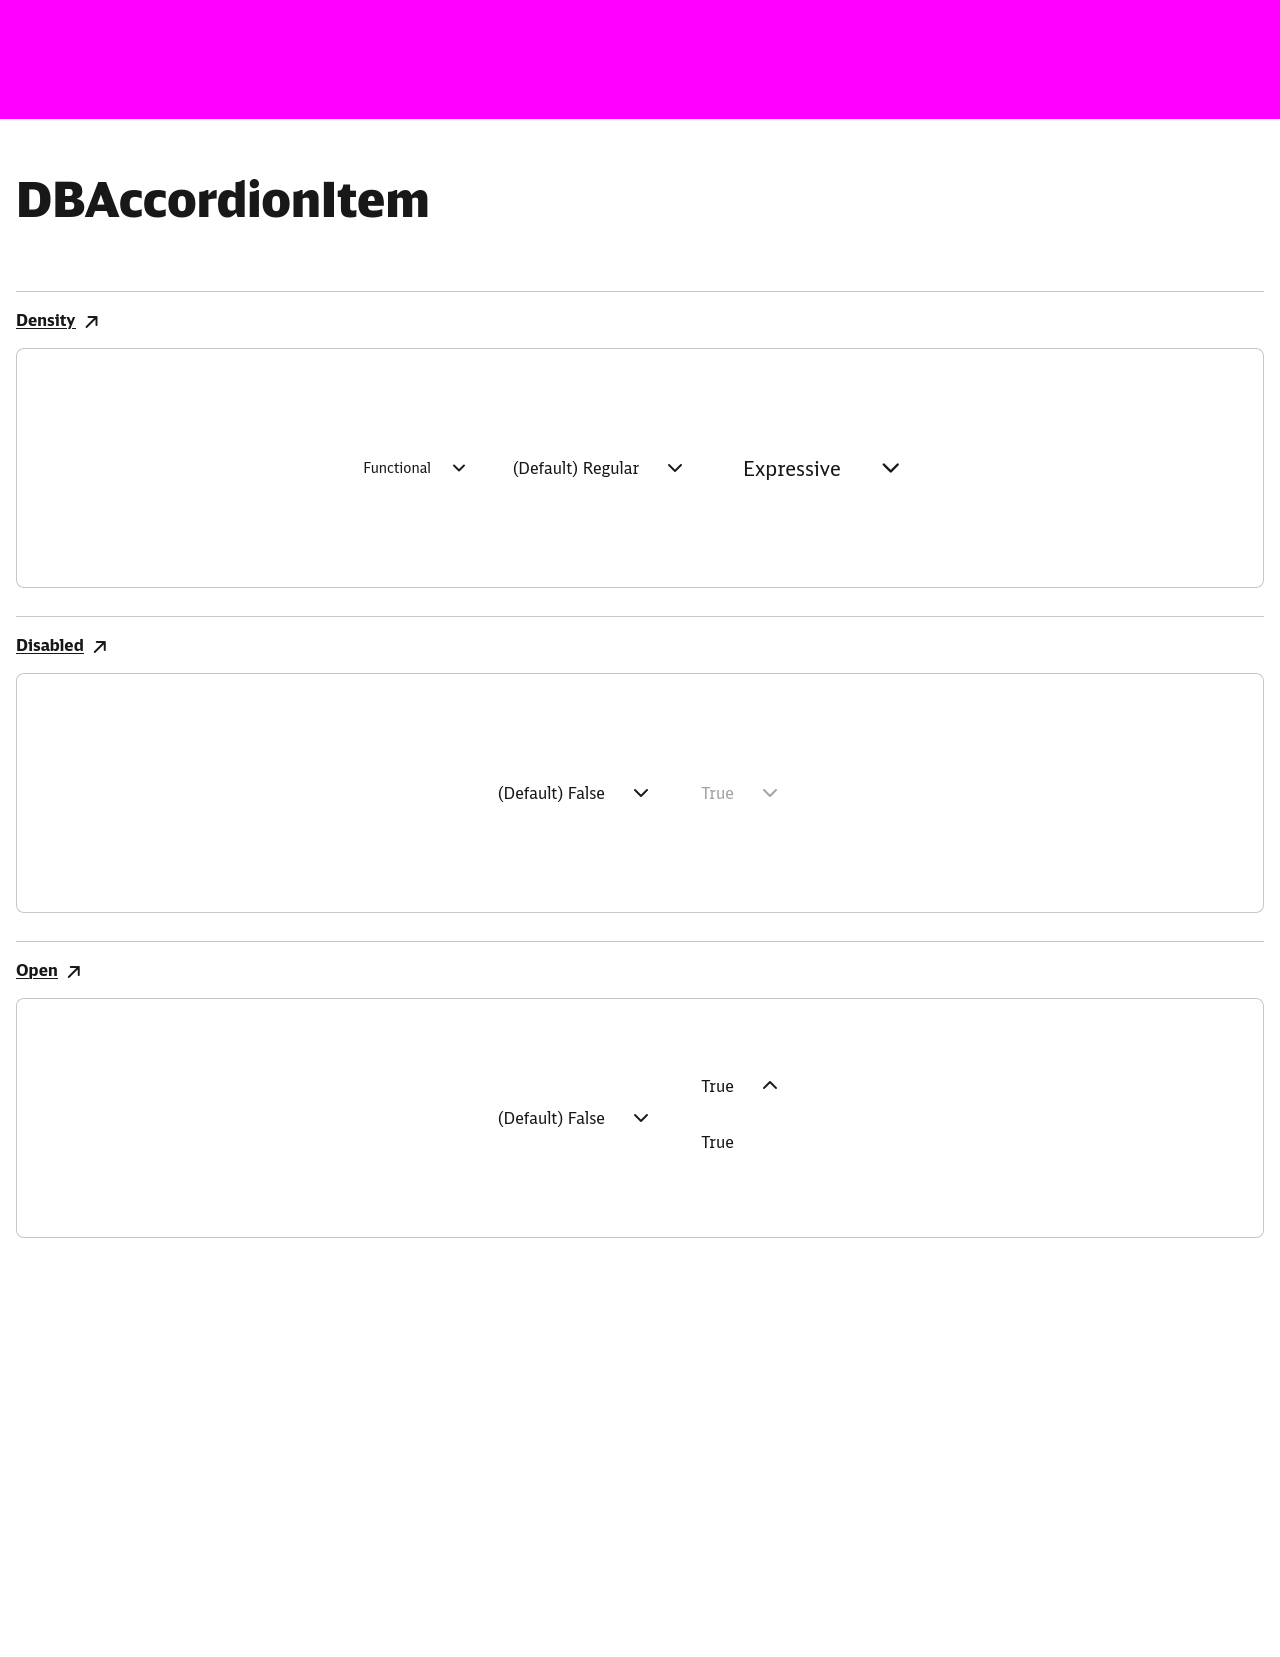 DBAccordionItem
Density
Functional
(Default) Regular
Expressive
Disabled
(Default) False
True
Open
(Default) False
True
True